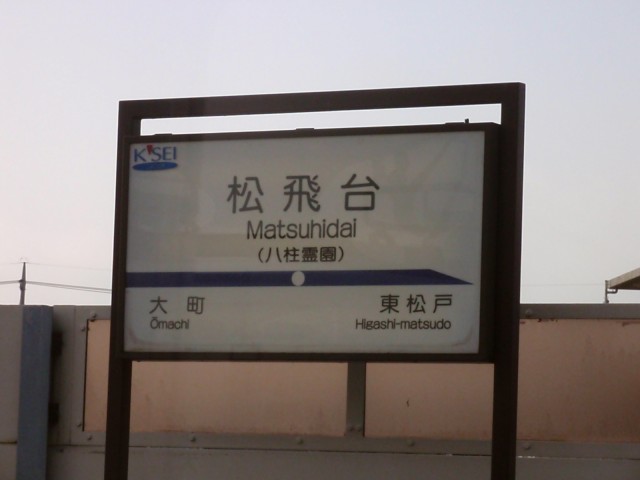 K'SEI
松飛台
Matsuhidai
(八柱霊園)
大町
Ōmachi
東松戸
Higashi-matsudo